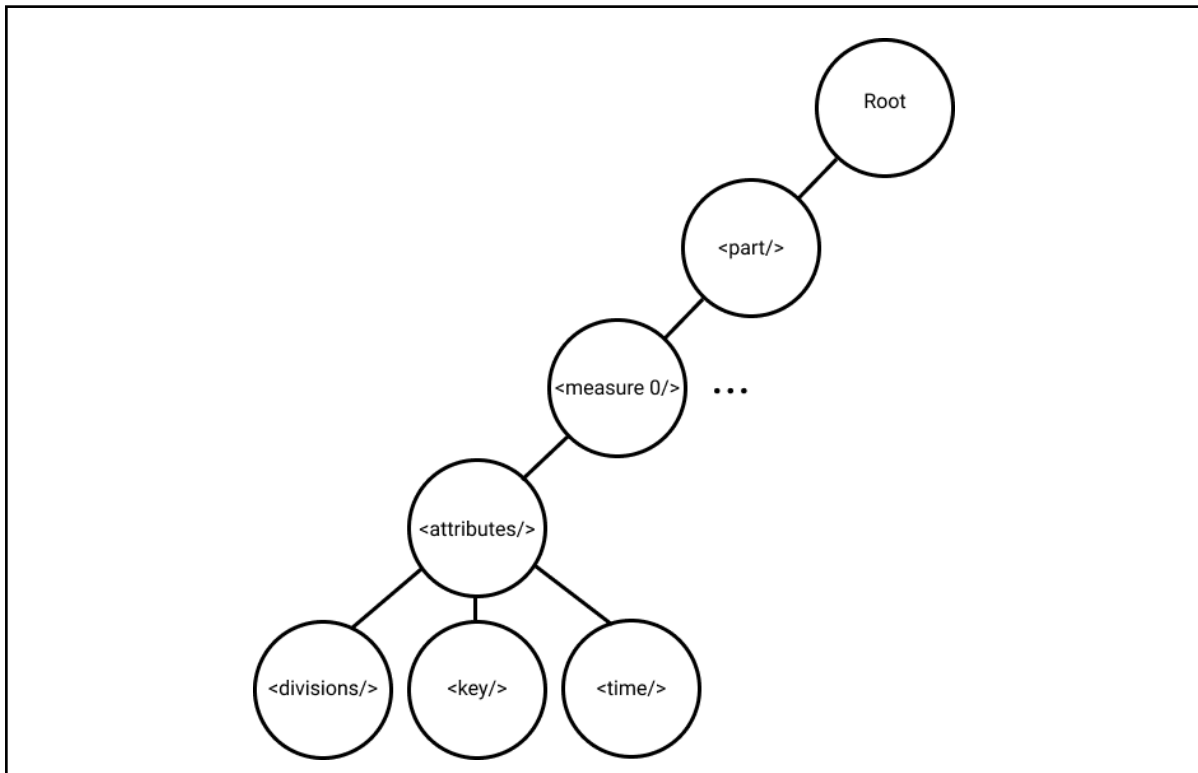 Root
<part/>
<measure 0/>
...
<attributes/>
<divisions/>
<key/>
<time/>